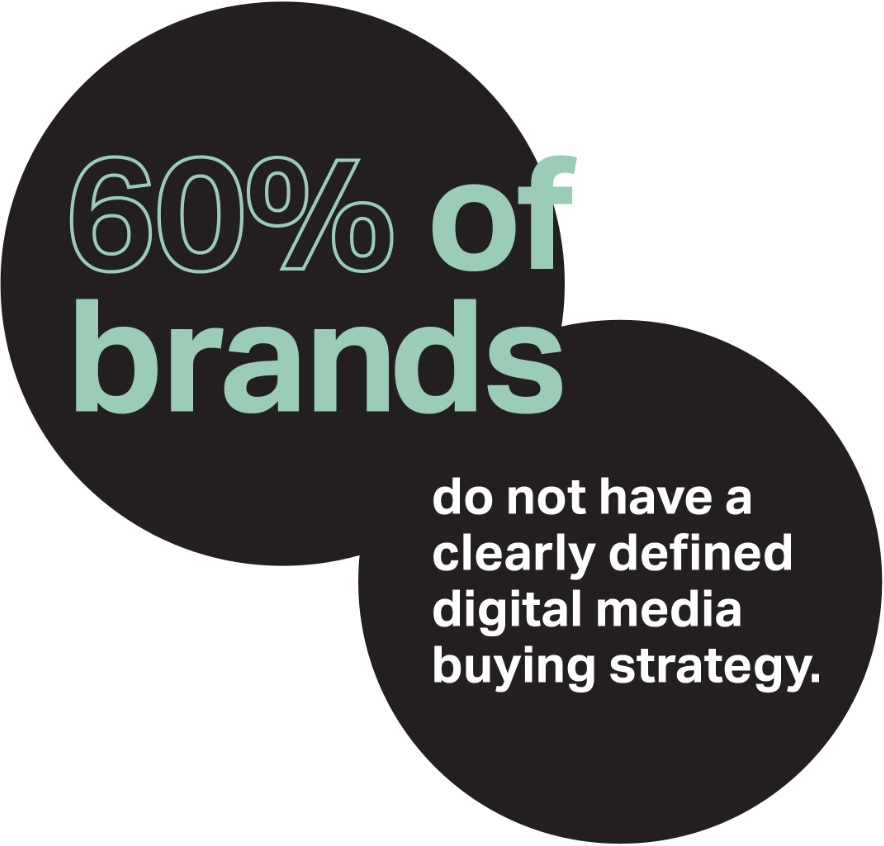 60% of
brands
do not have a
clearly defined
digital media
buying strategy.